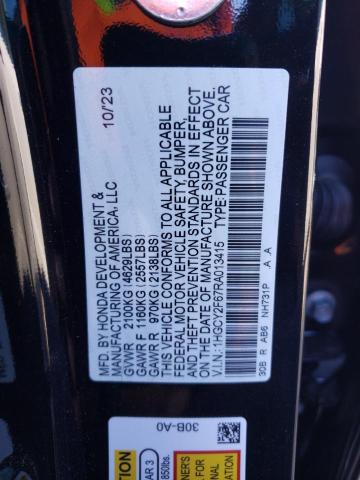 MFD. BY HONDA DEVELOPMENT & 10/23
MANUFACTURING OF AMERICA, LLC
GVWR 2100KG (4629LBS)
GAWR F 1160KG (2557LBS)
GAWR R 970KG (2138LBS)
THIS VEHICLE CONFORMS TO ALL APPLICABLE
FEDERAL MOTOR VEHICLE SAFETY, BUMPER,
AND THEFT PREVENTION STANDARDS IN EFFECT
ON THE DATE OF MANUFACTURE SHOWN ABOVE.
V.I.N.: 1HGCV2F67RA013415 TYPE: PASSENGER CAR
30B R AB6 NH731P A A
30B-A0